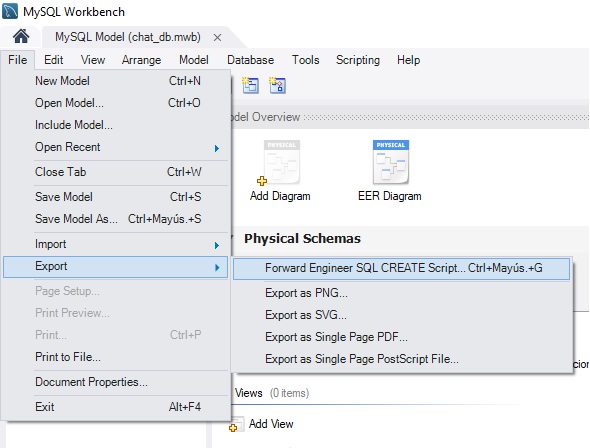 MySQL Workbench
MySQL Model (chat_db.mwb) ×
File Edit View Arrange Model Database Tools Scripting Help
New Model Ctrl+N
Open Model... Ctrl+O
Include Model...
Open Recent
Close Tab Ctrl+W
Save Model Ctrl+S
Save Model As... Ctrl+Mayús.+S
Import
Export
Page Setup...
Print Preview...
Print... Ctrl+P
Print to File...
Document Properties...
Exit Alt+F4
odel Overview
PHYSICAL
Add Diagram
PHYSICAL
EER Diagram
Physical Schemas
Forward Engineer SQL CREATE Script... Ctrl+Mayús.+G
Export as PNG...
Export as SVG...
Export as Single Page PDF...
Export as Single Page PostScript File...
cion
Views (0 items)
Add View